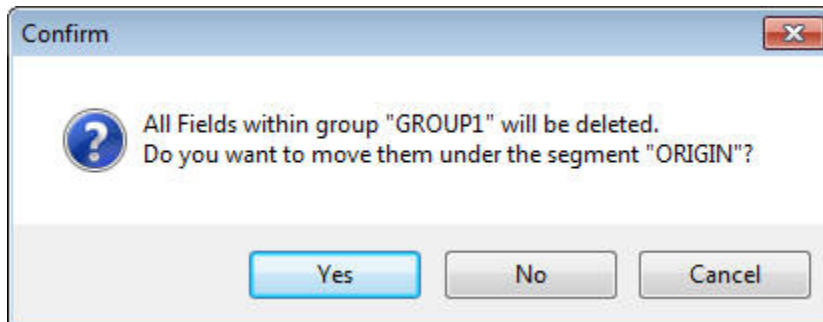 Confirm
All Fields within group "GROUP1" will be deleted.
Do you want to move them under the segment "ORIGIN"?
Yes No Cancel